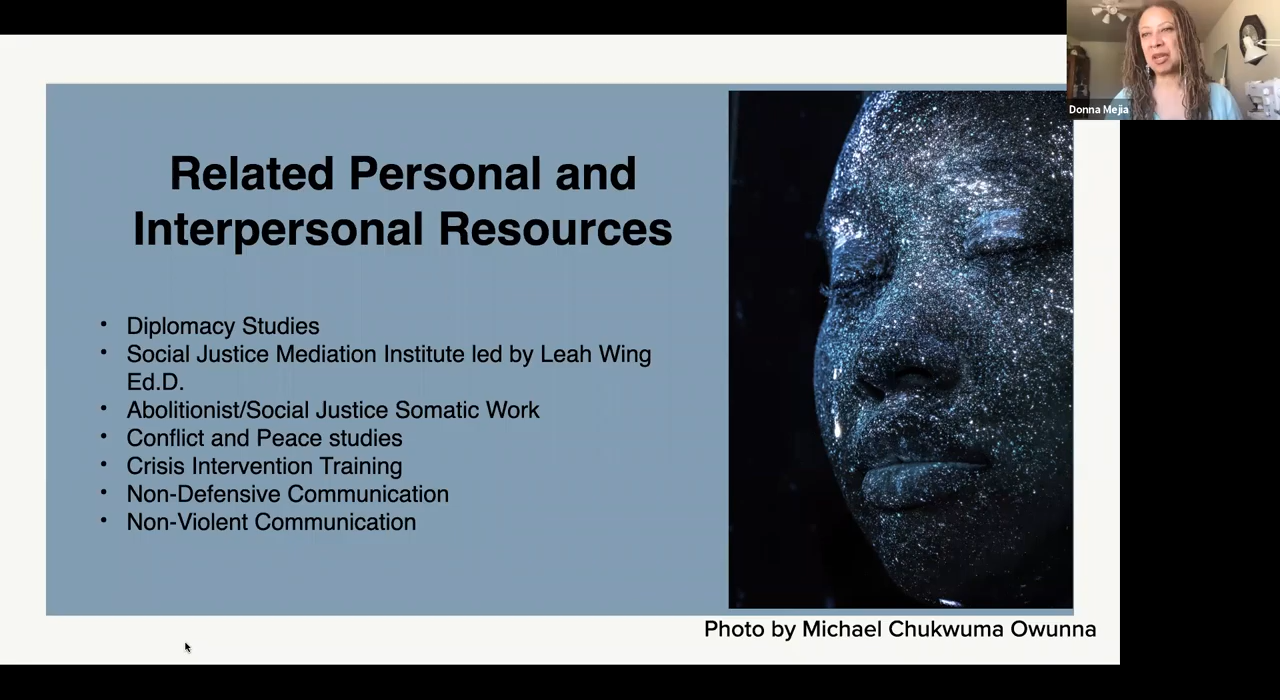 Donna Mejia
Related Personal and
Interpersonal Resources
• Diplomacy Studies
• Social Justice Mediation Institute led by Leah Wing
Ed.D.
• Abolitionist/Social Justice Somatic Work
• Conflict and Peace studies
• Crisis Intervention Training
• Non-Defensive Communication
• Non-Violent Communication
Photo by Michael Chukwuma Owunna